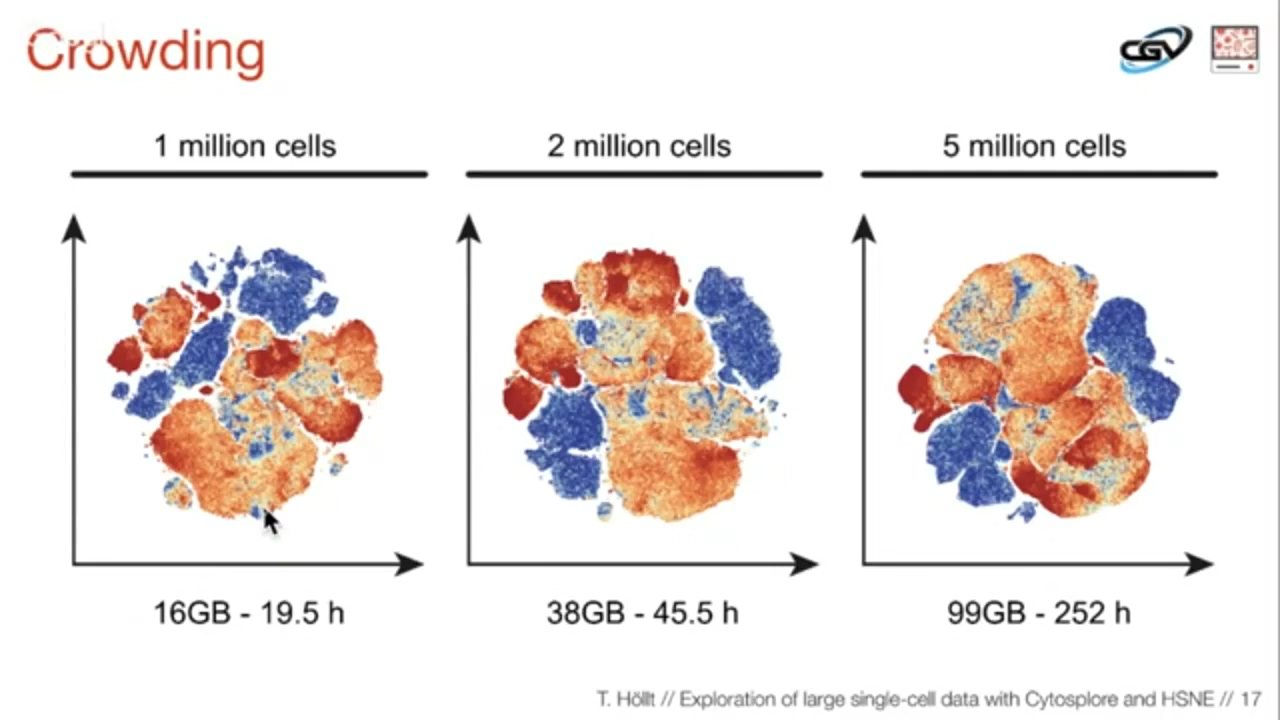 Crowding
CGV
1 million cells
2 million cells
5 million cells
16GB - 19.5 h
38GB - 45.5 h
99GB - 252 h
T. Höllt // Exploration of large single-cell data with Cytosplore and HSNE // 17